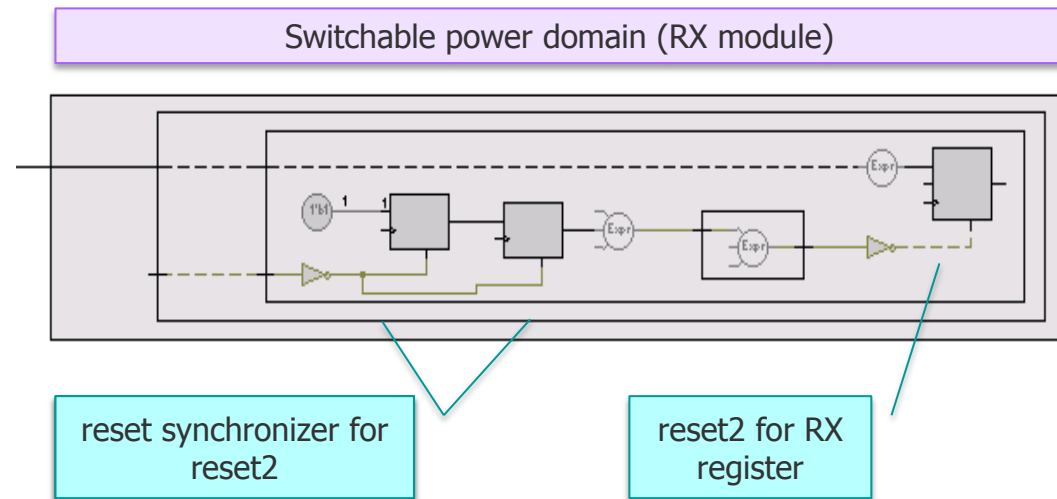 Switchable power domain (RX module)
Expr
1'b1
1
1
Expr
Expr
reset synchronizer for
reset2
reset2 for RX
register